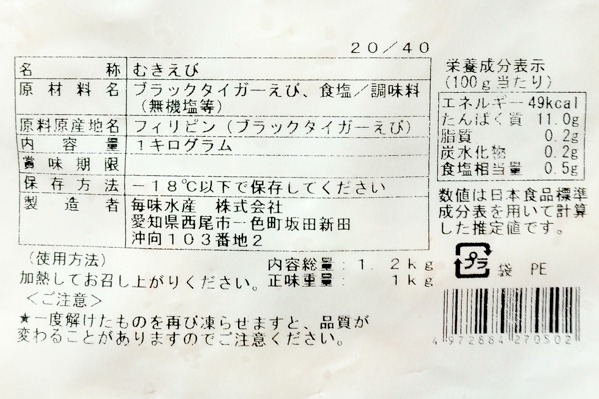 20/40
名　　　称 むきえび
原 材 料 名 ブラックタイガーえび、食塩／調味料
（無機塩等）
原料原産地名 フィリピン（ブラックタイガーえび）
内　容　量 1キログラム
賞 味 期 限
保 存 方 法 －18℃以下で保存してください
製　造　者 毎味水産　株式会社
愛知県西尾市一色町坂田新田
沖向103番地2
（使用方法）
加熱してお召し上がりください。
内容総量：1.2kg
正味重量：1kg
＜ご注意＞
★一度解けたものを再び凍らせますと、品質が
変わることがありますのでご注意ください。
栄養成分表示
（100g当たり）
エネルギー 49kcal
たんぱく質 11.0g
脂質 0.2g
炭水化物 0.2g
食塩相当量 0.5g
数値は日本食品標準
成分表を用いて計算
した推定値です。
プラ 袋 PE
4972884270502